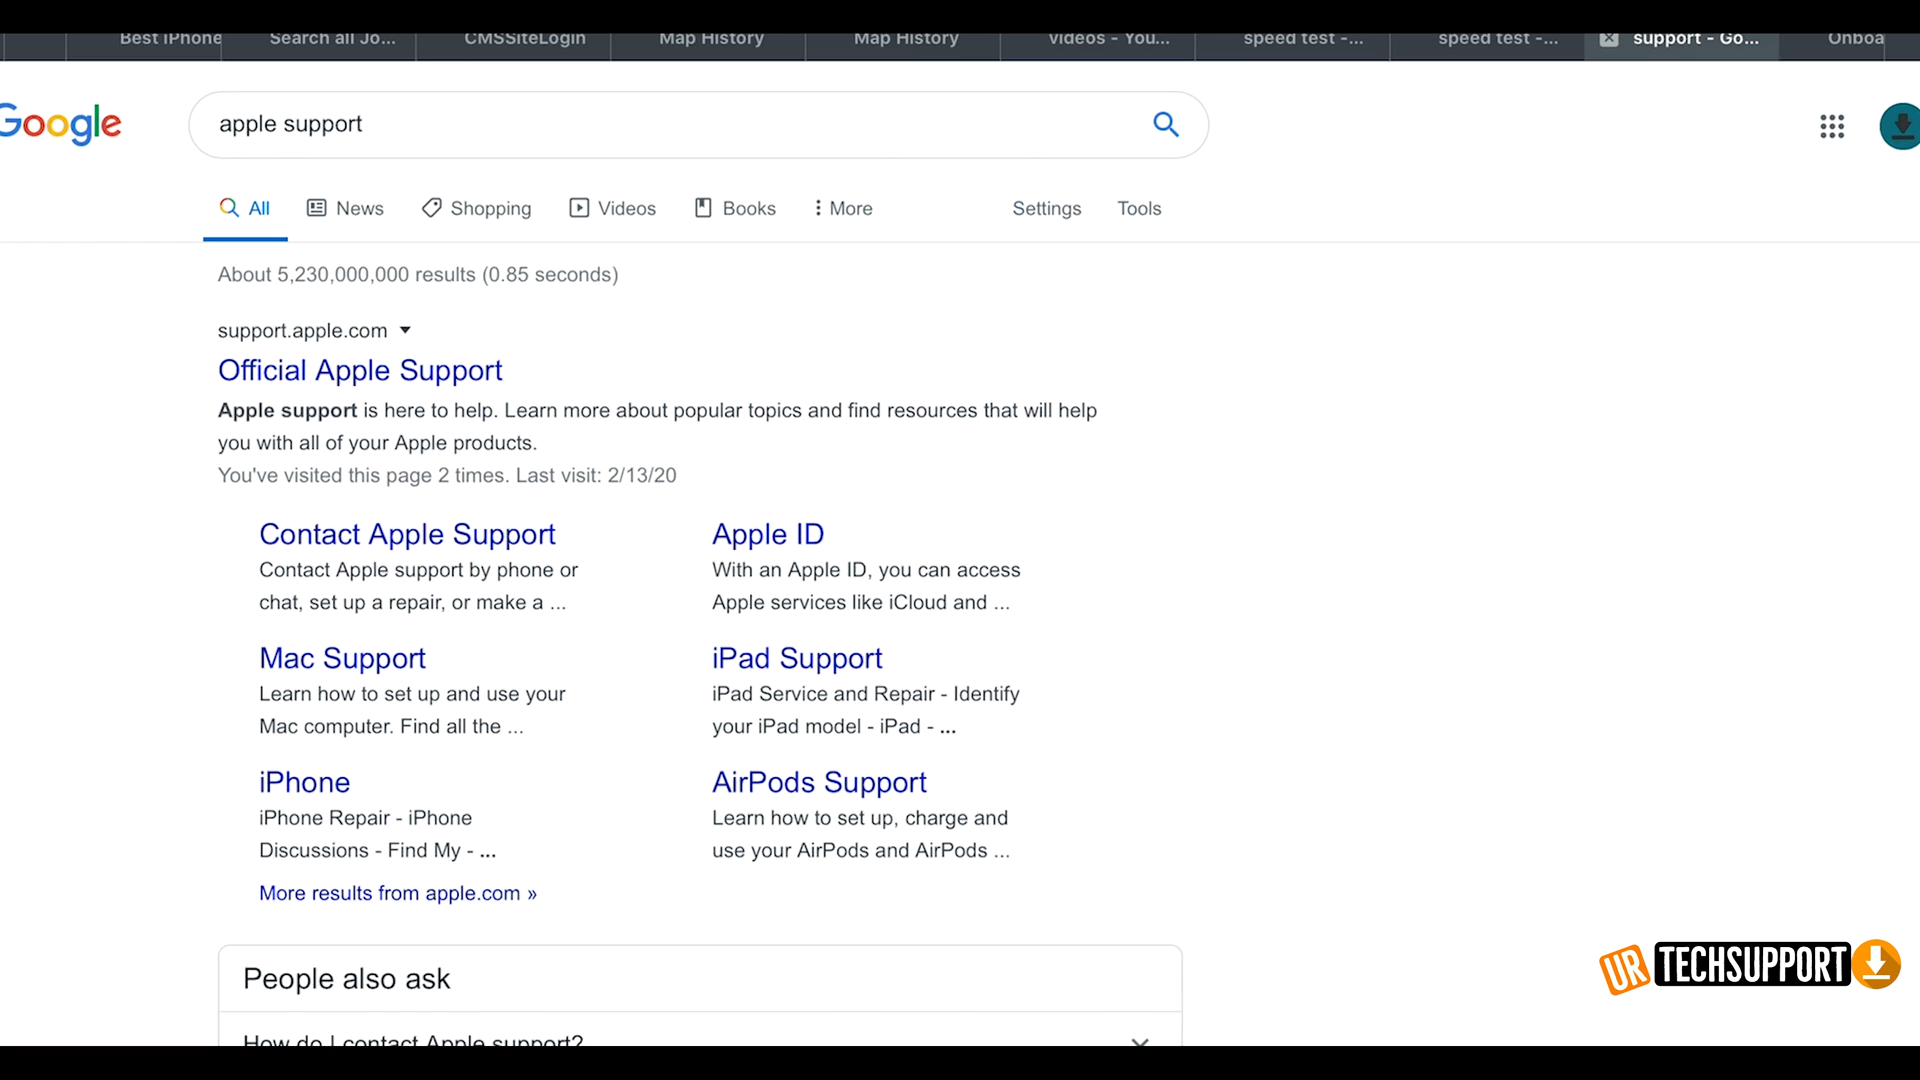 Best iPhone
Search all Jo...
CMSSiteLogin
Map History
Map History
Videos - You...
speed test -...
speed test -...
support - Go...
Onboa
Google
apple support
All
News
Shopping
Videos
Books
More
Settings
Tools
About 5,230,000,000 results (0.85 seconds)
support.apple.com
Official Apple Support
Apple support is here to help. Learn more about popular topics and find resources that will help
you with all of your Apple products.
You've visited this page 2 times. Last visit: 2/13/20
Contact Apple Support
Contact Apple support by phone or
chat, set up a repair, or make a ...
Apple ID
With an Apple ID, you can access
Apple services like iCloud and ...
Mac Support
Learn how to set up and use your
Mac computer. Find all the ...
iPad Support
iPad Service and Repair - Identify
your iPad model - iPad - ...
iPhone
iPhone Repair - iPhone
Discussions - Find My - ...
AirPods Support
Learn how to set up, charge and
use your AirPods and AirPods ...
More results from apple.com »
People also ask
How do I contact Apple support?
UR TECHSUPPORT